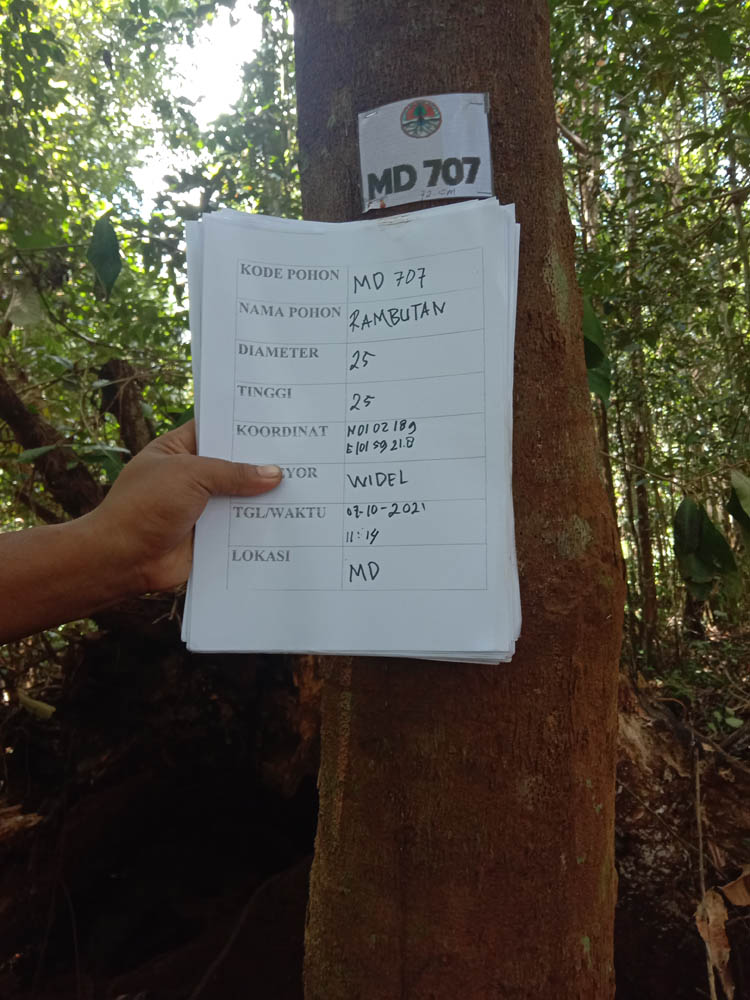 MD 707
72 cm
KODE POHON MD 707
NAMA POHON RAMBUTAN
DIAMETER 25
TINGGI 25
KOORDINAT N01 02 18 9
E101 59 21.8
YOR WIDEL
TGL/WAKTU 07-10-2021
11:14
LOKASI MD